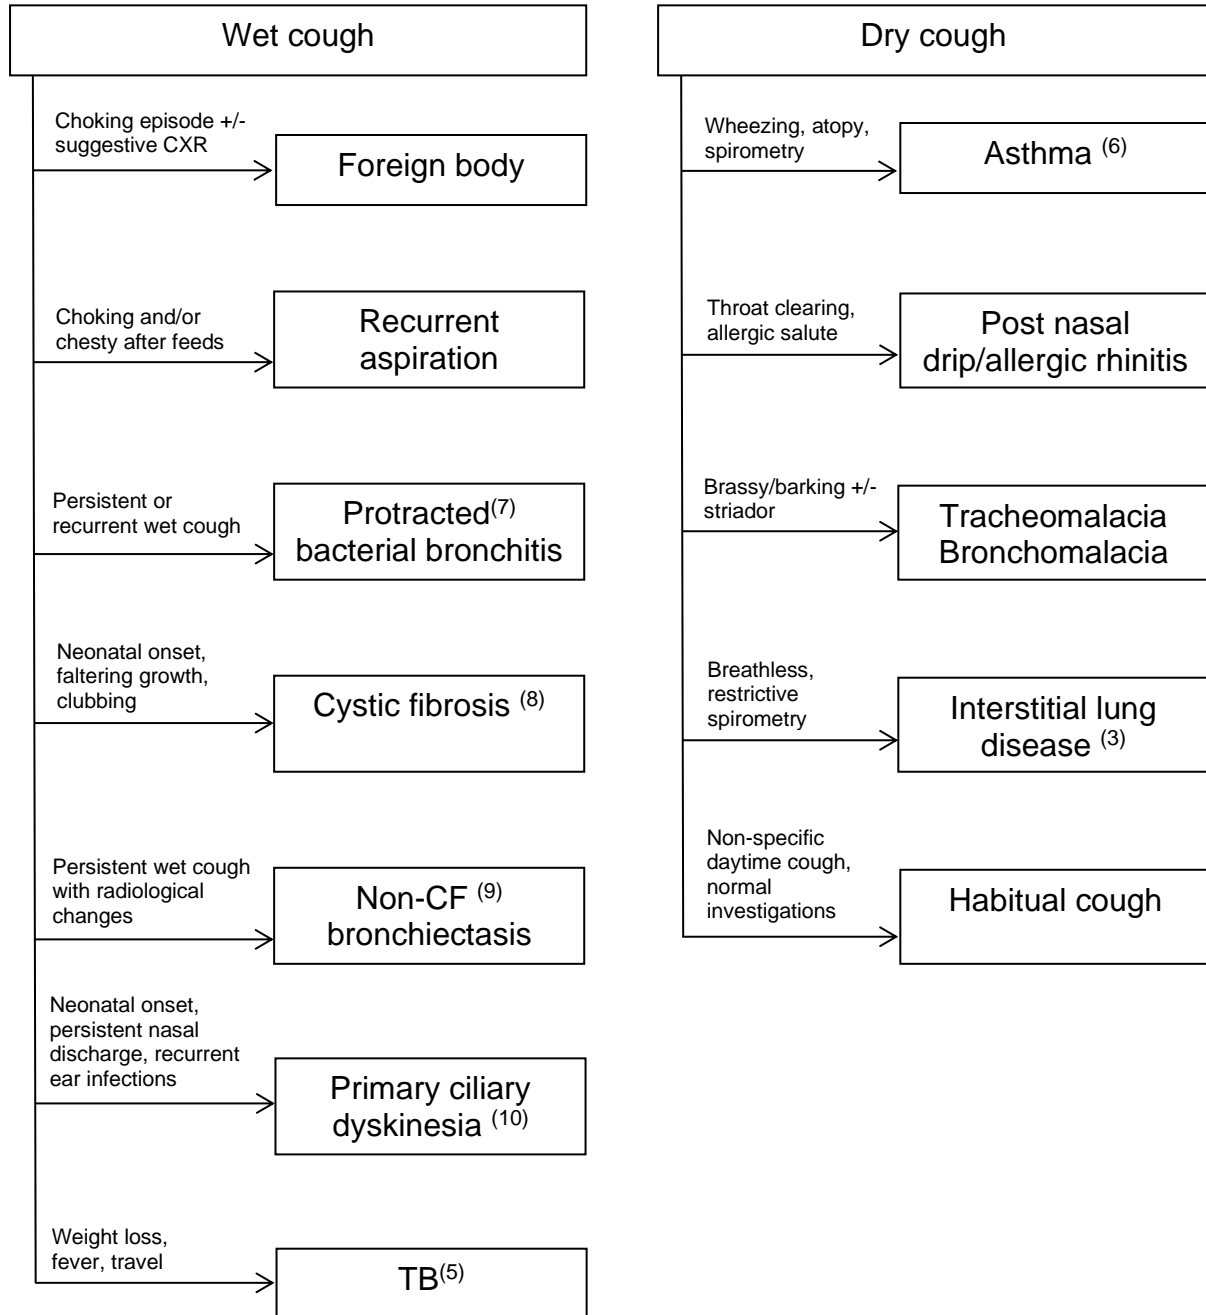 Wet cough
Choking episode +/-
suggestive CXR
Foreign body
Choking and/or
chesty after feeds
Recurrent
aspiration
Persistent or
recurrent wet cough
Protracted(7)
bacterial bronchitis
Neonatal onset,
faltering growth,
clubbing
Cystic fibrosis (8)
Persistent wet cough
with radiological
changes
Non-CF (9)
bronchiectasis
Neonatal onset,
persistent nasal
discharge, recurrent
ear infections
Primary ciliary
dyskinesia (10)
Weight loss,
fever, travel
TB(5)
Dry cough
Wheezing, atopy,
spirometry
Asthma (6)
Throat clearing,
allergic salute
Post nasal
drip/allergic rhinitis
Brassy/barking +/-
striador
Tracheomalacia
Bronchomalacia
Breathless,
restrictive
spirometry
Interstitial lung
disease (3)
Non-specific
daytime cough,
normal
investigations
Habitual cough